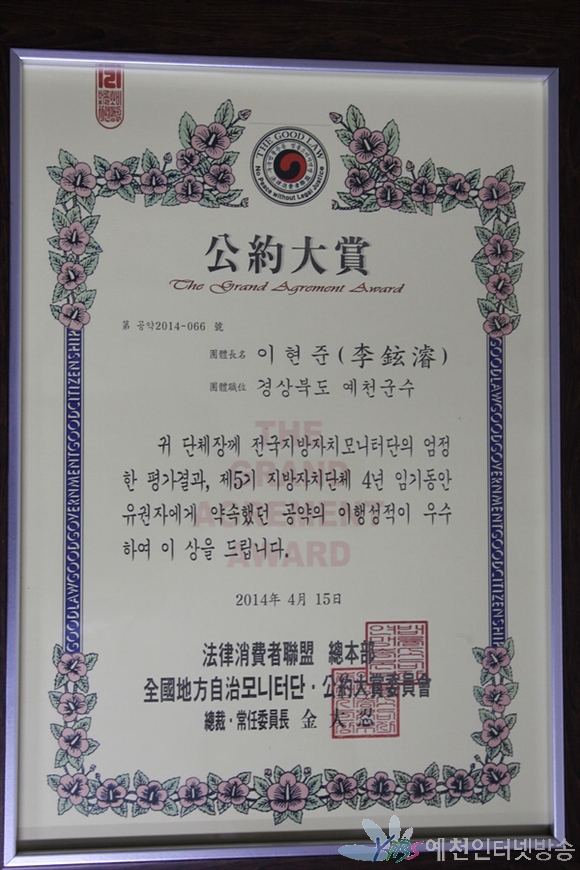 THE GOOD LAW
No Peace without Legal Justice
公約大賞
The Grand Agrement Award
第 공약2014-066 號
團體長名 이현준(李鉉濬)
團體職位 경상북도 예천군수
THE GRAND AGREMENT AWARD
귀 단체장께 전국지방자치모니터단의 엄정
한 평가결과, 제5기 지방자치단체 4년 임기동안
유권자에게 약속했던 공약의 이행성적이 우수
하여 이 상을 드립니다.
2014年 4月 15日
法律消費者聯盟 總本部
全國地方自治모니터단·公約大賞委員會
總裁·常任委員長 金大忍
GOODLAWGOODGOVERNMENTGOODCITIZENSHIP
GOODLAWGOODGOVERNMENTGOODCITIZENSHIP
예천인터넷방송